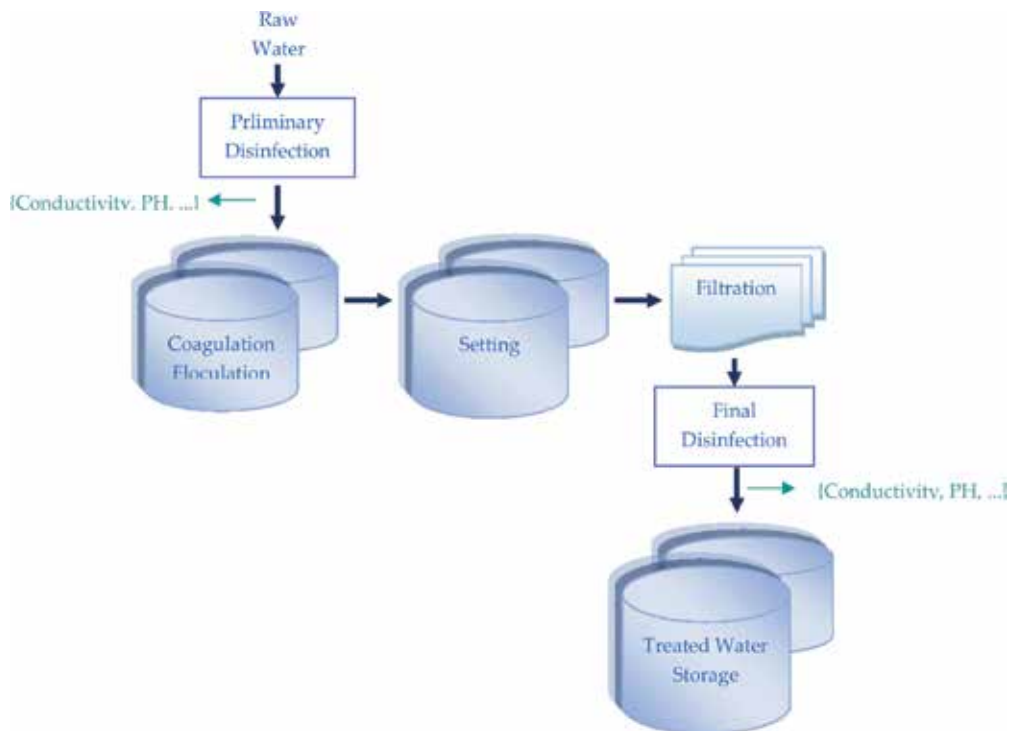 Raw
Water
Prliminary
Disinfection
{Conductivity, PH, ...}
Coagulation
Floculation
Setting
Filtration
Final
Disinfection
{Conductivity, PH, ...}
Treated Water
Storage